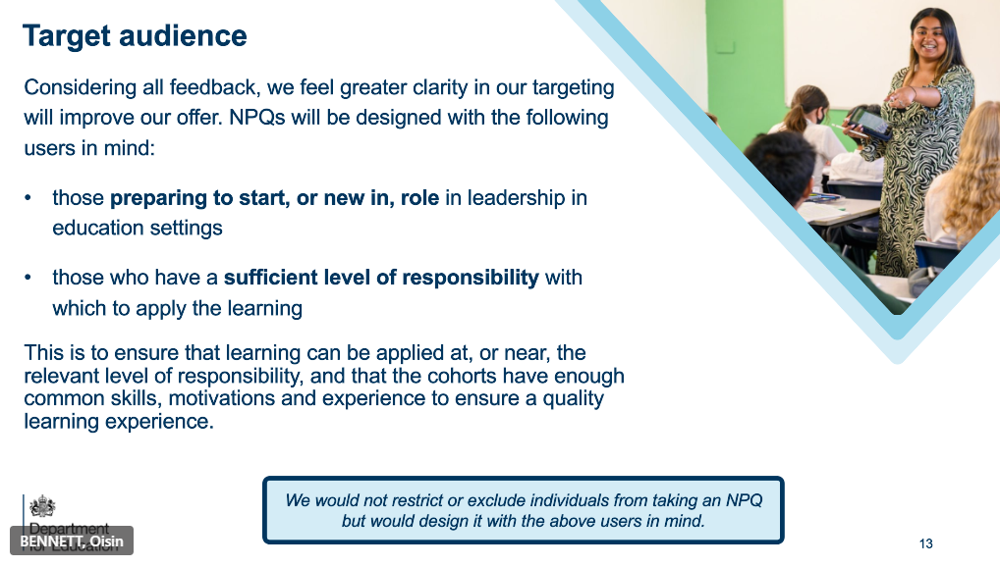 Target audience
Considering all feedback, we feel greater clarity in our targeting
will improve our offer. NPQs will be designed with the following
users in mind:
• those preparing to start, or new in, role in leadership in
education settings
• those who have a sufficient level of responsibility with
which to apply the learning
This is to ensure that learning can be applied at, or near, the
relevant level of responsibility, and that the cohorts have enough
common skills, motivations and experience to ensure a quality
learning experience.
We would not restrict or exclude individuals from taking an NPQ
but would design it with the above users in mind.
Department
for Education
BENNETT, Oisin
13